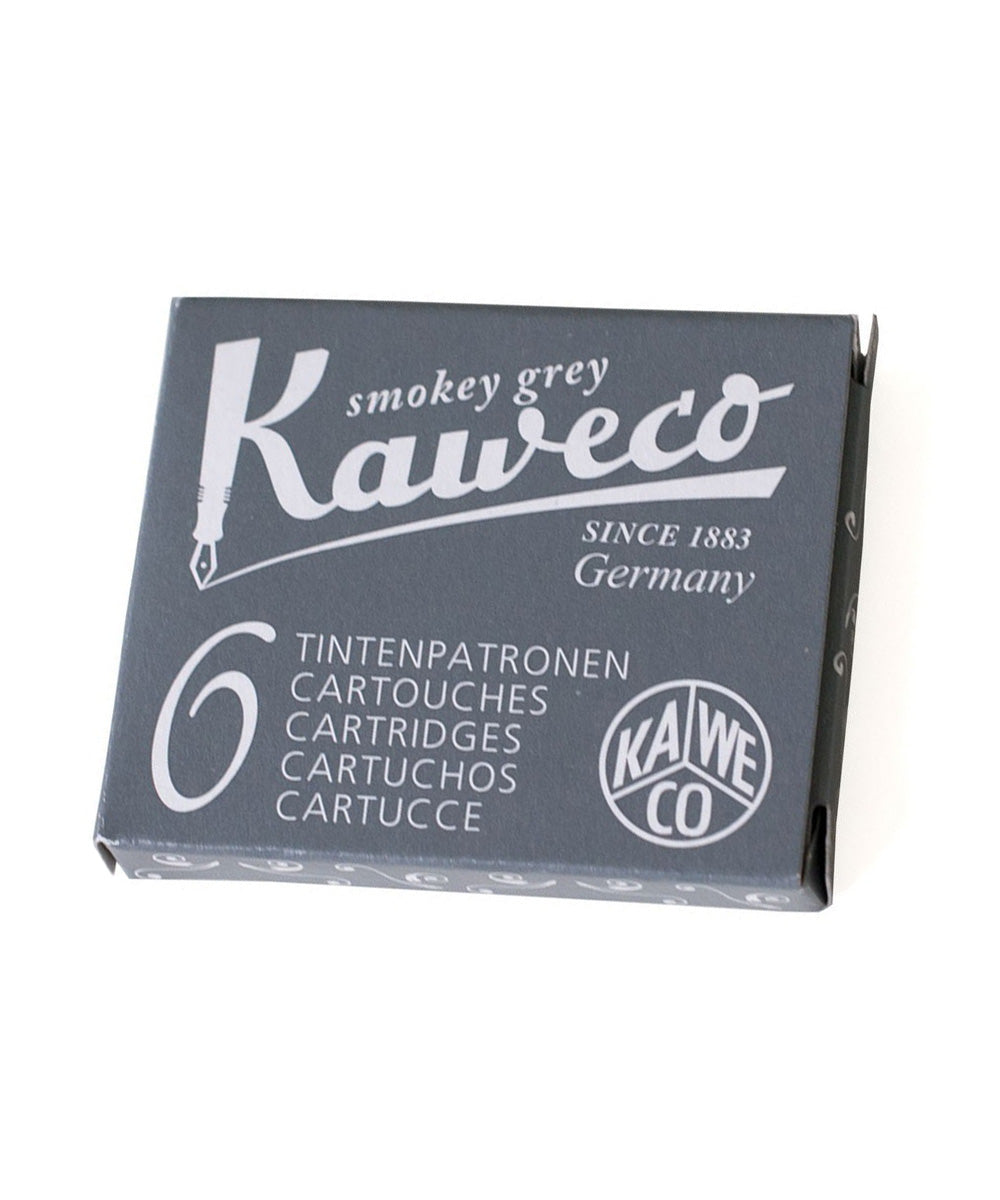 smokey grey
Kaweco
SINCE 1883
Germany
6
TINTENPATRONEN
CARTOUCHES
CARTRIDGES
CARTUCHOS
CARTUCCE
KA WE
CO